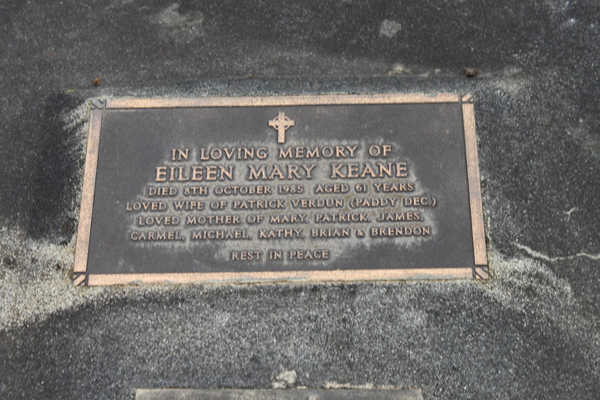 IN LOVING MEMORY OF
EILEEN MARY KEANE
DIED 8TH OCTOBER 1985 AGED 61 YEARS
LOVED WIFE OF PATRICK VERDUN (PADDY DEC.)
LOVED MOTHER OF MARY, PATRICK, JAMES,
CARMEL, MICHAEL, KATHY, BRIAN & BRENDON
REST IN PEACE